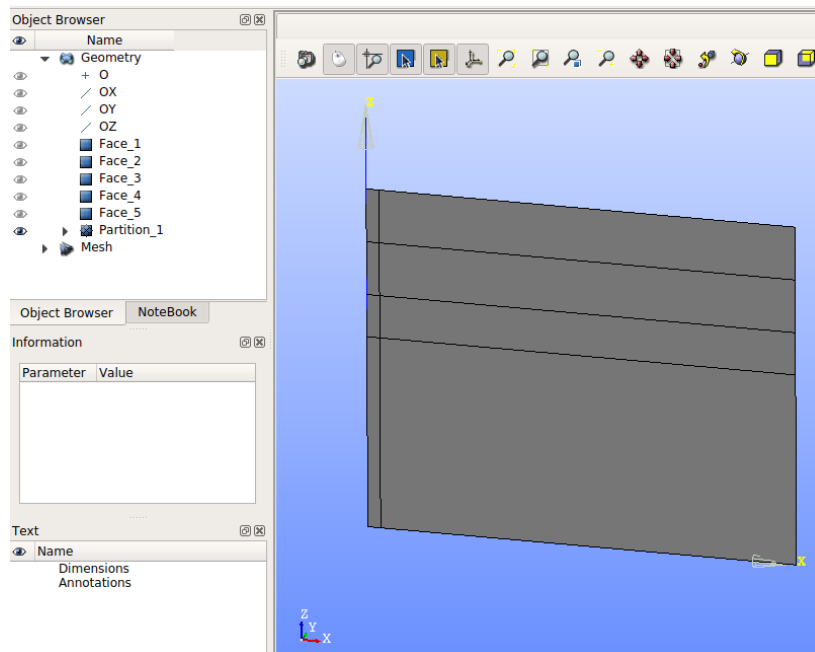 Object Browser
Name
Geometry
O
OX
OY
OZ
Face_1
Face_2
Face_3
Face_4
Face_5
Partition_1
Mesh
Object Browser
NoteBook
Information
Parameter
Value
Text
Name
Dimensions
Annotations
X
Z
Y
X